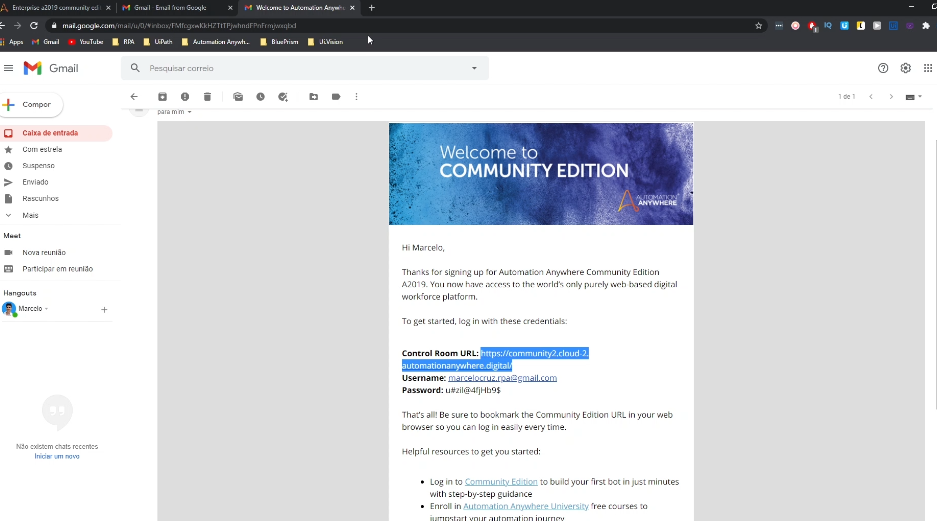 Enterprise a2019 community edi
Gmail - Email from Google
Welcome to Automation Anywhe
mail.google.com/mail/u/0/#inbox/
Apps Gmail YouTube RPA UiPath Automation Anywh... BluePrism Ui.Vision
Gmail
Pesquisar correio
Compor
1 de 1
para mim
Caixa de entrada
Com estrela
Suspenso
Enviado
Rascunhos
Mais
Meet
Nova reunião
Participar em reunião
Hangouts
Marcelo
Não existem chats recentes
Iniciar um novo
Welcome to
COMMUNITY EDITION
AUTOMATION
ANYWHERE
Hi Marcelo,
Thanks for signing up for Automation Anywhere Community Edition
A2019. You now have access to the world's only purely web-based digital
workforce platform.
To get started, log in with these credentials:
Control Room URL: https://community2.cloud-2.
automationanywhere.digital/
Username: marcelocruz.rpa@gmail.com
Password: u#zil@4fjHb9$
That's all! Be sure to bookmark the Community Edition URL in your web
browser so you can log in easily every time.
Helpful resources to get you started:
• Log in to Community Edition to build your first bot in just minutes
with step-by-step guidance
• Enroll in Automation Anywhere University free courses to
jumpstart your automation journey